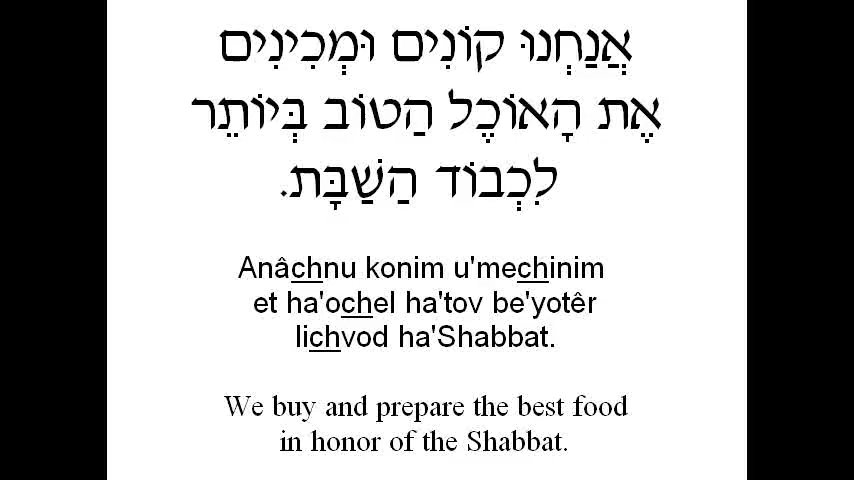 אֲנַחְנוּ קוֹנִים וּמְכִינִים
אֶת הָאוֹכֶל הַטוֹב בְּיוֹתֵר
לִכְבוֹד הַשַׁבָּת.
Anâchnu konim u'mechinim
et ha'ochel ha'tov be'yotêr
lichvod ha'Shabbat.
We buy and prepare the best food
in honor of the Shabbat.